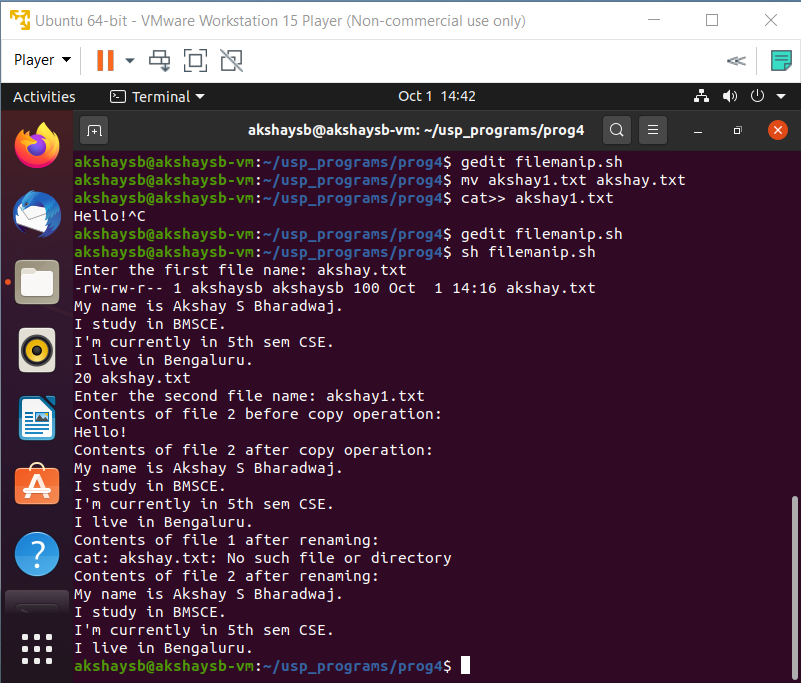 Ubuntu 64-bit - VMware Workstation 15 Player (Non-commercial use only)
Player
Activities
Terminal
Oct 1 14:42
akshaysb@akshaysb-vm: ~/usp_programs/prog4
akshaysb@akshaysb-vm:~/usp_programs/prog4$ gedit filemanip.sh
akshaysb@akshaysb-vm:~/usp_programs/prog4$ mv akshay1.txt akshay.txt
akshaysb@akshaysb-vm:~/usp_programs/prog4$ cat>> akshay1.txt
Hello!^C
akshaysb@akshaysb-vm:~/usp_programs/prog4$ gedit filemanip.sh
akshaysb@akshaysb-vm:~/usp_programs/prog4$ sh filemanip.sh
Enter the first file name: akshay.txt
-rw-rw-r-- 1 akshaysb akshaysb 100 Oct  1 14:16 akshay.txt
My name is Akshay S Bharadwaj.
I study in BMSCE.
I'm currently in 5th sem CSE.
I live in Bengaluru.
20 akshay.txt
Enter the second file name: akshay1.txt
Contents of file 2 before copy operation:
Hello!
Contents of file 2 after copy operation:
My name is Akshay S Bharadwaj.
I study in BMSCE.
I'm currently in 5th sem CSE.
I live in Bengaluru.
Contents of file 1 after renaming:
cat: akshay.txt: No such file or directory
Contents of file 2 after renaming:
My name is Akshay S Bharadwaj.
I study in BMSCE.
I'm currently in 5th sem CSE.
I live in Bengaluru.
akshaysb@akshaysb-vm:~/usp_programs/prog4$